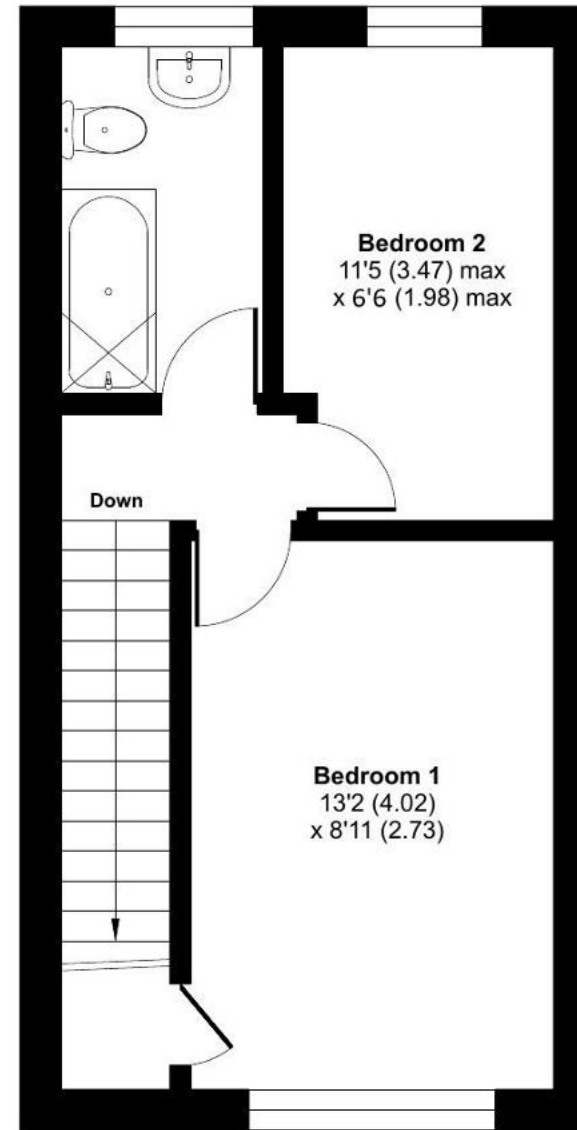 Bedroom 2
11'5 (3.47) max
x 6'6 (1.98) max
Down
Bedroom 1
13'2 (4.02)
x 8'11 (2.73)